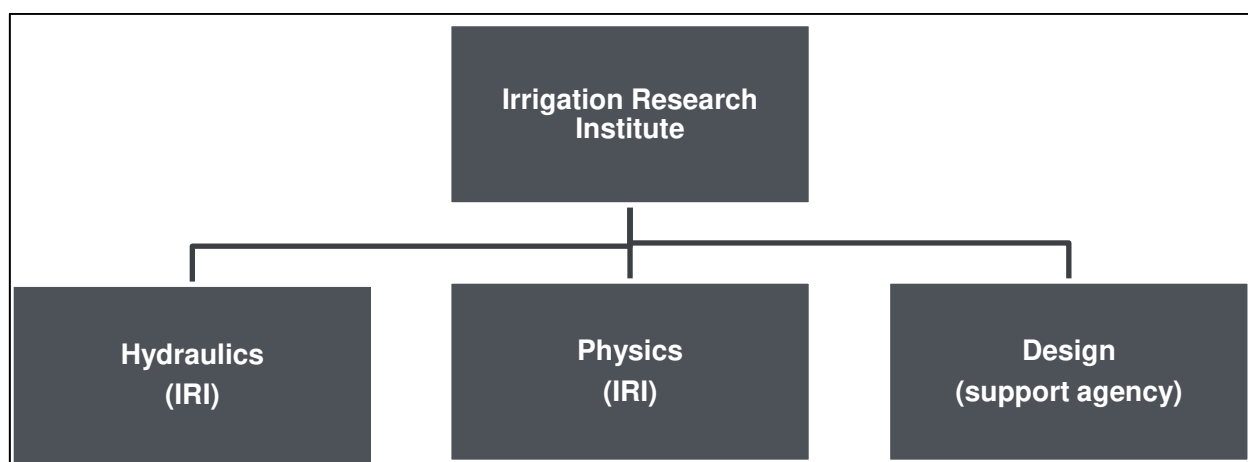 Irrigation Research
Institute
Hydraulics
(IRI)
Physics
(IRI)
Design
(support agency)